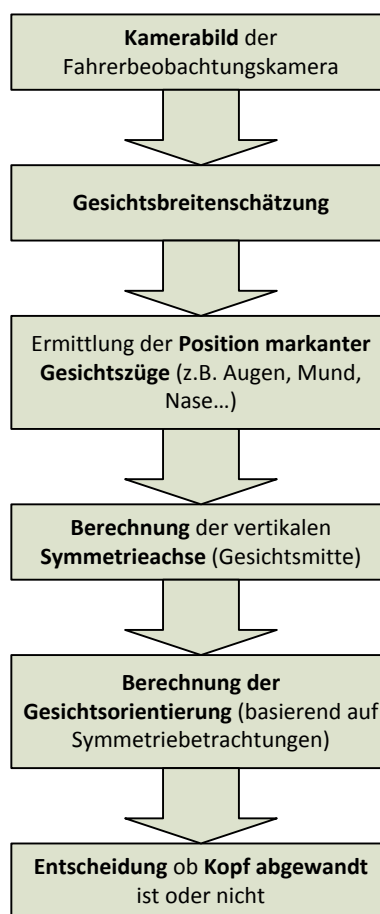 Kamerabild der
Fahrerbeobachtungskamera
Gesichtsbreitenschätzung
Ermittlung der Position markanter
Gesichtszüge (z.B. Augen, Mund,
Nase…)
Berechnung der vertikalen
Symmetrieachse (Gesichtsmitte)
Berechnung der
Gesichtsorientierung (basierend auf
Symmetriebetrachtungen)
Entscheidung ob Kopf abgewandt
ist oder nicht